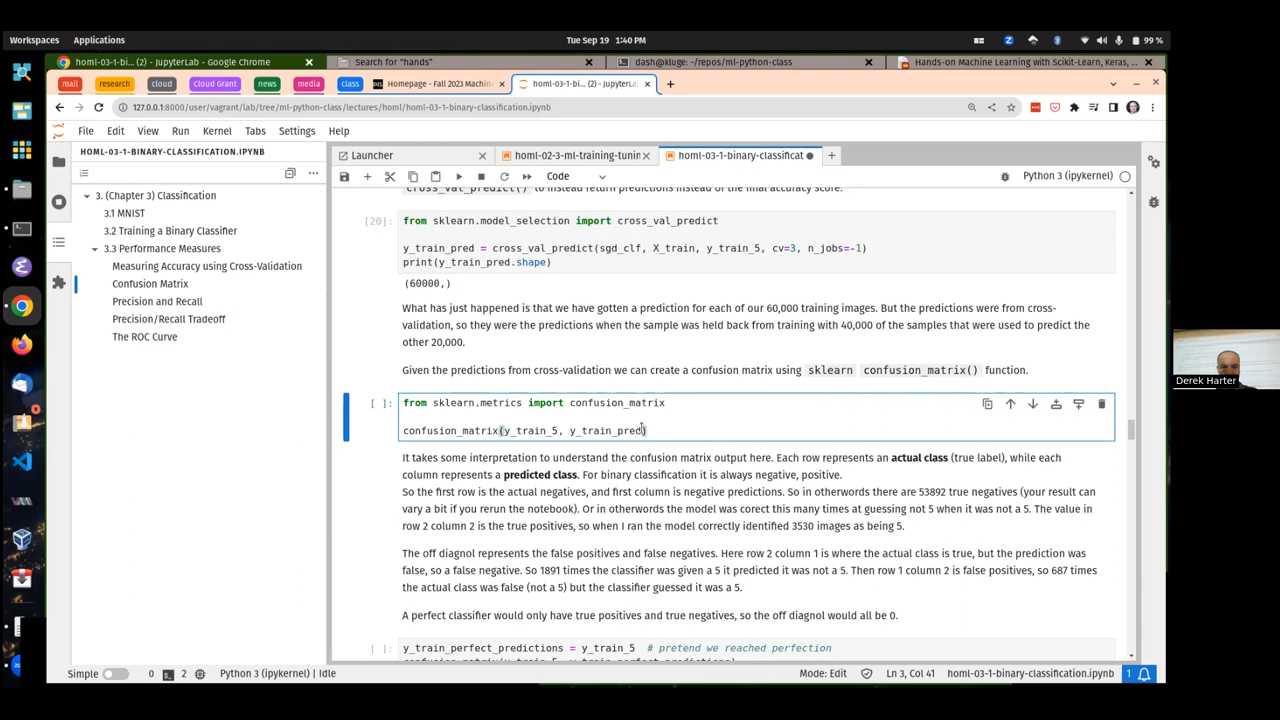 Workspaces Applications Tue Sep 19 1:40 PM 99 %
homl-03-1-bi... (2) - JupyterLab - Google Chrome × Search for "hands" × dash@kluge: ~/repos/ml-python-class × Hands-on Machine Learning with Scikit-Learn, Keras, ... ×
mail research cloud Cloud Grant news media class Homepage - Fall 2023 Machine × homl-03-1-bi... (2) - JupyterLa × +
127.0.0.1:8000/user/vagrant/lab/tree/ml-python-class/lectures/homl/homl-03-1-binary-classification.ipynb
File Edit View Run Kernel Tabs Settings Help
HOML-03-1-BINARY-CLASSIFICATION.IPYNB
3. (Chapter 3) Classification
3.1 MNIST
3.2 Training a Binary Classifier
3.3 Performance Measures
Measuring Accuracy using Cross-Validation
Confusion Matrix
Precision and Recall
Precision/Recall Tradeoff
The ROC Curve
Launcher × homl-02-3-ml-training-tunin × homl-03-1-binary-classificat +
Code Python 3 (ipykernel)
cross_val_predict() to instead return predictions instead of the final accuracy score.
[20]: from sklearn.model_selection import cross_val_predict
y_train_pred = cross_val_predict(sgd_clf, X_train, y_train_5, cv=3, n_jobs=-1)
print(y_train_pred.shape)
(60000,)
What has just happened is that we have gotten a prediction for each of our 60,000 training images. But the predictions were from cross-
validation, so they were the predictions when the sample was held back from training with 40,000 of the samples that were used to predict the
other 20,000.
Given the predictions from cross-validation we can create a confusion matrix using sklearn confusion_matrix() function.
[ ]: from sklearn.metrics import confusion_matrix
confusion_matrix(y_train_5, y_train_pred)
It takes some interpretation to understand the confusion matrix output here. Each row represents an actual class (true label), while each
column represents a predicted class. For binary classification it is always negative, positive.
So the first row is the actual negatives, and first column is negative predictions. So in otherwords there are 53892 true negatives (your result can
vary a bit if you rerun the notebook). Or in otherwords the model was corect this many times at guessing not 5 when it was not a 5. The value in
row 2 column 2 is the true positives, so when I ran the model correctly identified 3530 images as being 5.
The off diagnol represents the false positives and false negatives. Here row 2 column 1 is where the actual class is true, but the prediction was
false, so a false negative. So 1891 times the classifier was given a 5 it predicted it was not a 5. Then row 1 column 2 is false positives, so 687 times
the actual class was false (not a 5) but the classifier guessed it was a 5.
A perfect classifier would only have true positives and true negatives, so the off diagnol would all be 0.
[ ]: y_train_perfect_predictions = y_train_5 # pretend we reached perfection
confusion_matrix(y_train_5, y_train_perfect_predictions)
Simple 0 2 Python 3 (ipykernel) | Idle Mode: Edit Ln 3, Col 41 homl-03-1-binary-classification.ipynb 1
Derek Harter